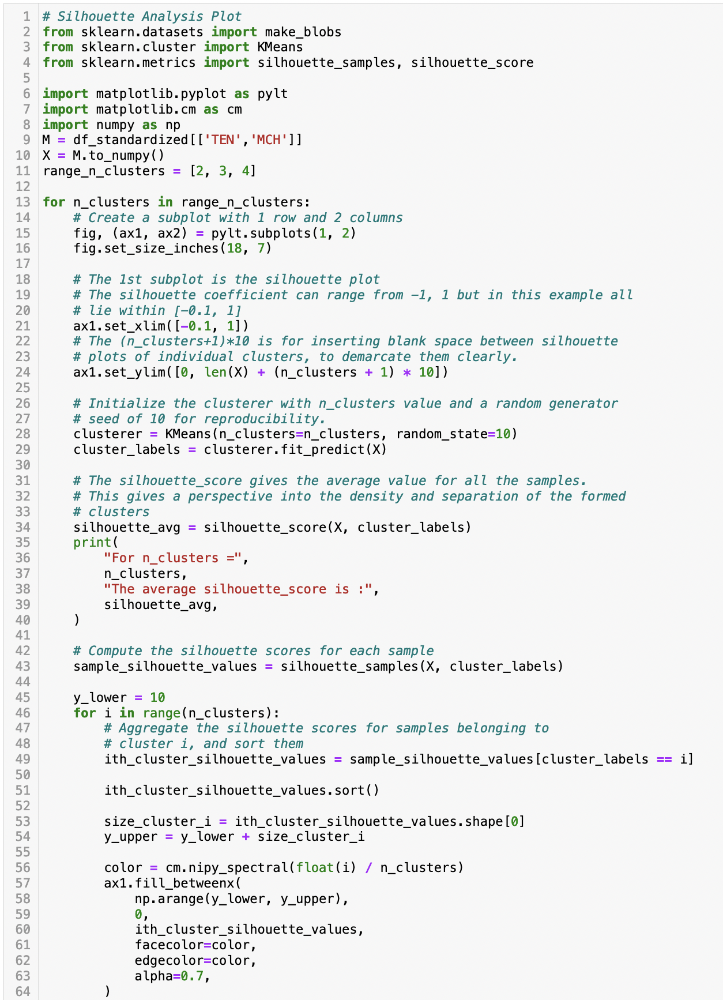 1 # Silhouette Analysis Plot
2 from sklearn.datasets import make_blobs
3 from sklearn.cluster import KMeans
4 from sklearn.metrics import silhouette_samples, silhouette_score
5
6 import matplotlib.pyplot as pylt
7 import matplotlib.cm as cm
8 import numpy as np
9 M = df_standardized[['TEN','MCH']]
10 X = M.to_numpy()
11 range_n_clusters = [2, 3, 4]
12
13 for n_clusters in range_n_clusters:
14     # Create a subplot with 1 row and 2 columns
15     fig, (ax1, ax2) = pylt.subplots(1, 2)
16     fig.set_size_inches(18, 7)
17
18     # The 1st subplot is the silhouette plot
19     # The silhouette coefficient can range from -1, 1 but in this example all
20     # lie within [-0.1, 1]
21     ax1.set_xlim([-0.1, 1])
22     # The (n_clusters+1)*10 is for inserting blank space between silhouette
23     # plots of individual clusters, to demarcate them clearly.
24     ax1.set_ylim([0, len(X) + (n_clusters + 1) * 10])
25
26     # Initialize the clusterer with n_clusters value and a random generator
27     # seed of 10 for reproducibility.
28     clusterer = KMeans(n_clusters=n_clusters, random_state=10)
29     cluster_labels = clusterer.fit_predict(X)
30
31     # The silhouette_score gives the average value for all the samples.
32     # This gives a perspective into the density and separation of the formed
33     # clusters
34     silhouette_avg = silhouette_score(X, cluster_labels)
35     print(
36         "For n_clusters =",
37         n_clusters,
38         "The average silhouette_score is :",
39         silhouette_avg,
40     )
41
42     # Compute the silhouette scores for each sample
43     sample_silhouette_values = silhouette_samples(X, cluster_labels)
44
45     y_lower = 10
46     for i in range(n_clusters):
47         # Aggregate the silhouette scores for samples belonging to
48         # cluster i, and sort them
49         ith_cluster_silhouette_values = sample_silhouette_values[cluster_labels == i]
50
51         ith_cluster_silhouette_values.sort()
52
53         size_cluster_i = ith_cluster_silhouette_values.shape[0]
54         y_upper = y_lower + size_cluster_i
55
56         color = cm.nipy_spectral(float(i) / n_clusters)
57         ax1.fill_betweenx(
58             np.arange(y_lower, y_upper),
59             0,
60             ith_cluster_silhouette_values,
61             facecolor=color,
62             edgecolor=color,
63             alpha=0.7,
64         )